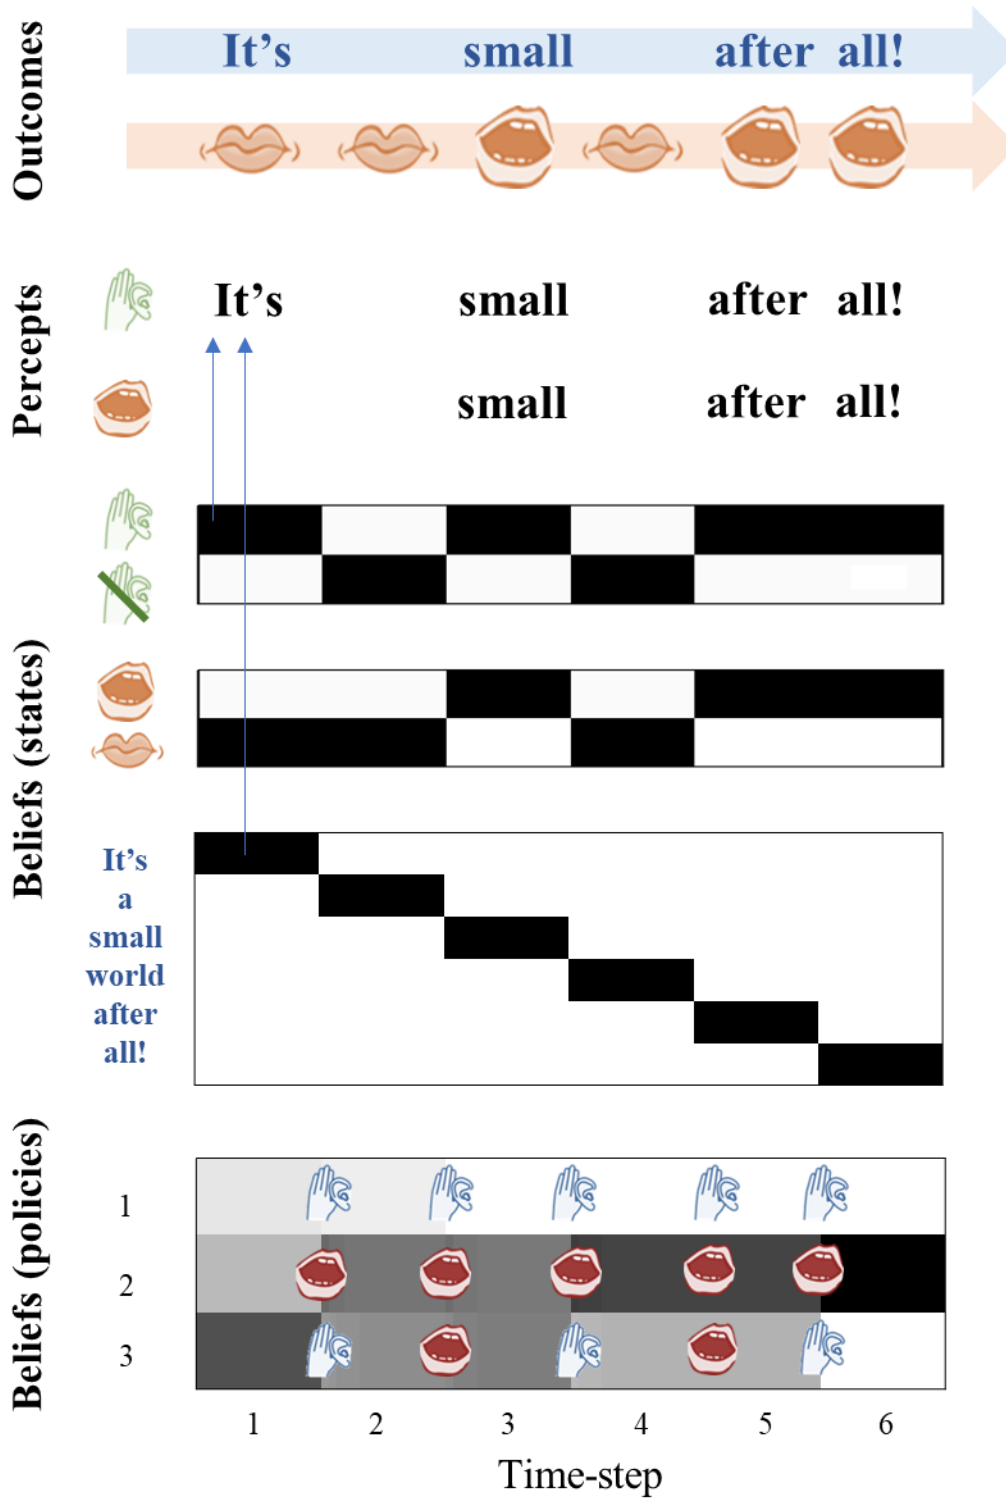 Outcomes
It's small after all!
Percepts
It's small after all!
small after all!
Beliefs (states)
It's
a
small
world
after
all!
Beliefs (policies)
1
2
3
1 2 3 4 5 6
Time-step